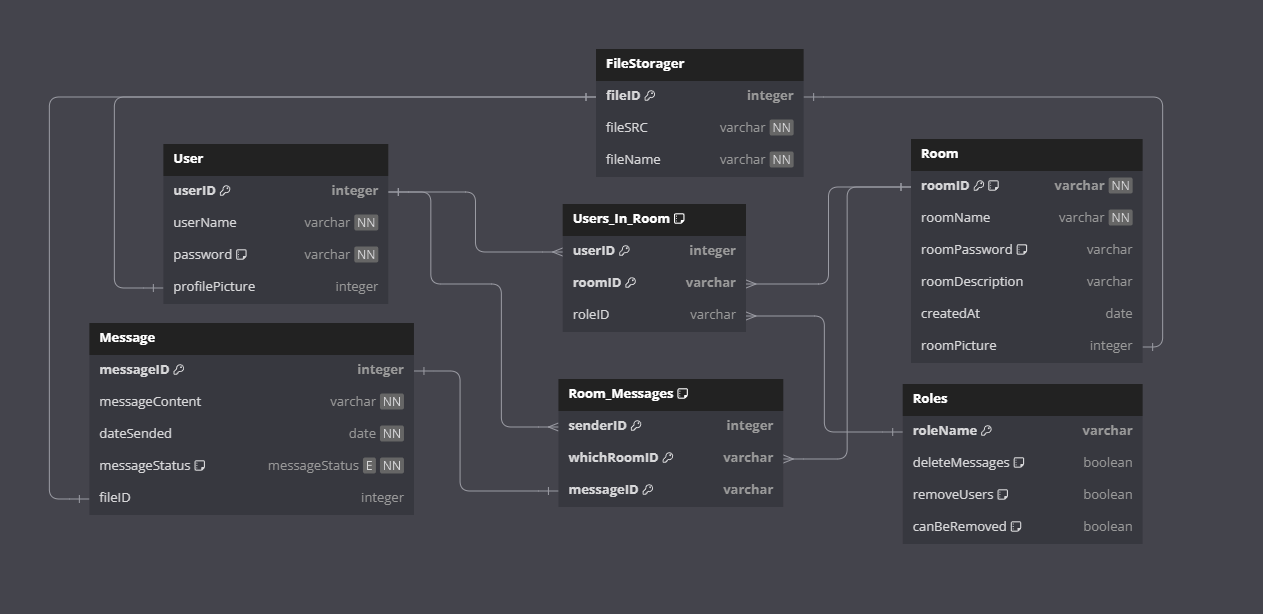 FileStorager
fileID integer
fileSRC varchar NN
fileName varchar NN
User
userID integer
userName varchar NN
password varchar NN
profilePicture integer
Room
roomID varchar NN
roomName varchar NN
roomPassword varchar
roomDescription varchar
createdAt date
roomPicture integer
Users_In_Room
userID integer
roomID varchar
roleID varchar
Message
messageID integer
messageContent varchar NN
dateSended date NN
messageStatus messageStatus E NN
fileID integer
Room_Messages
senderID integer
whichRoomID varchar
messageID varchar
Roles
roleName varchar
deleteMessages boolean
removeUsers boolean
canBeRemoved boolean